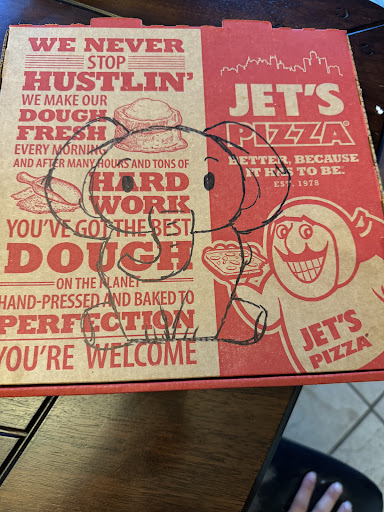 WE NEVER
STOP
HUSTLIN'
WE MAKE OUR
DOUGH
FRESH
EVERY MORNING
AND AFTER MANY HOURS AND TONS OF
HARD
WORK
YOU'VE GOT THE BEST
DOUGH
ON THE PLANET
HAND-PRESSED AND BAKED TO
PERFECTION
YOU'RE WELCOME
JET'S
PIZZA®
BETTER, BECAUSE
IT HAS TO BE.
EST. 1978
JET'S
PIZZA